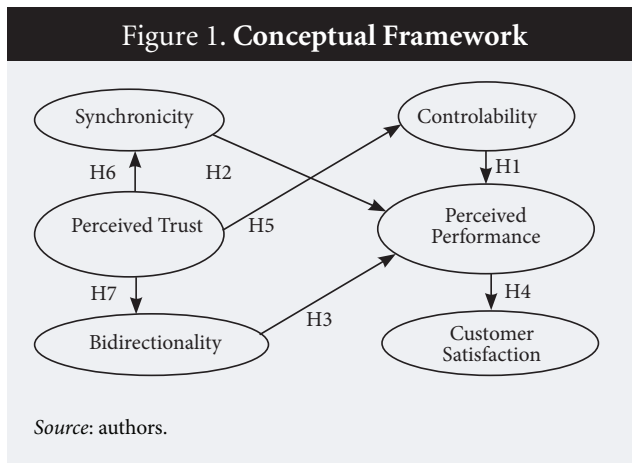 Figure 1. Conceptual Framework
Synchronicity
Controlability
H6
H2
H1
Perceived Trust
H5
Perceived
Performance
H7
H4
Bidirectionality
H3
Customer
Satisfaction
Source: authors.